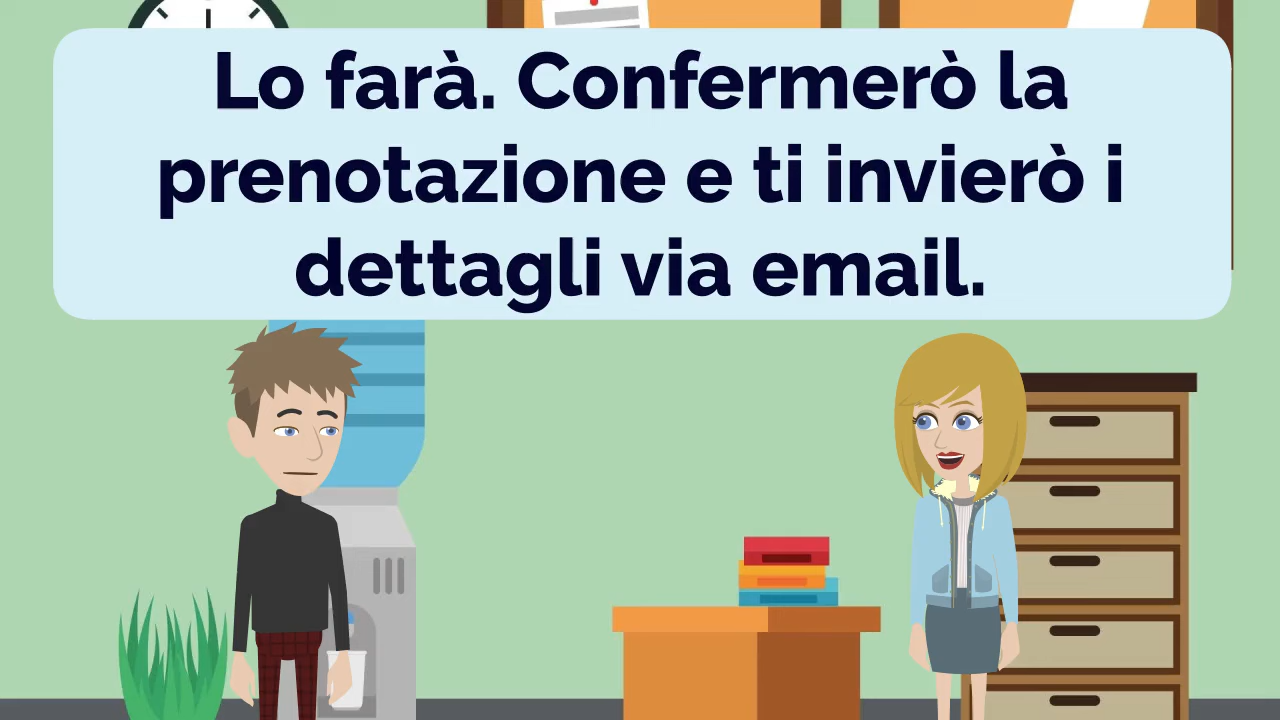 Lo farà. Confermerò la
prenotazione e ti invierò i
dettagli via email.